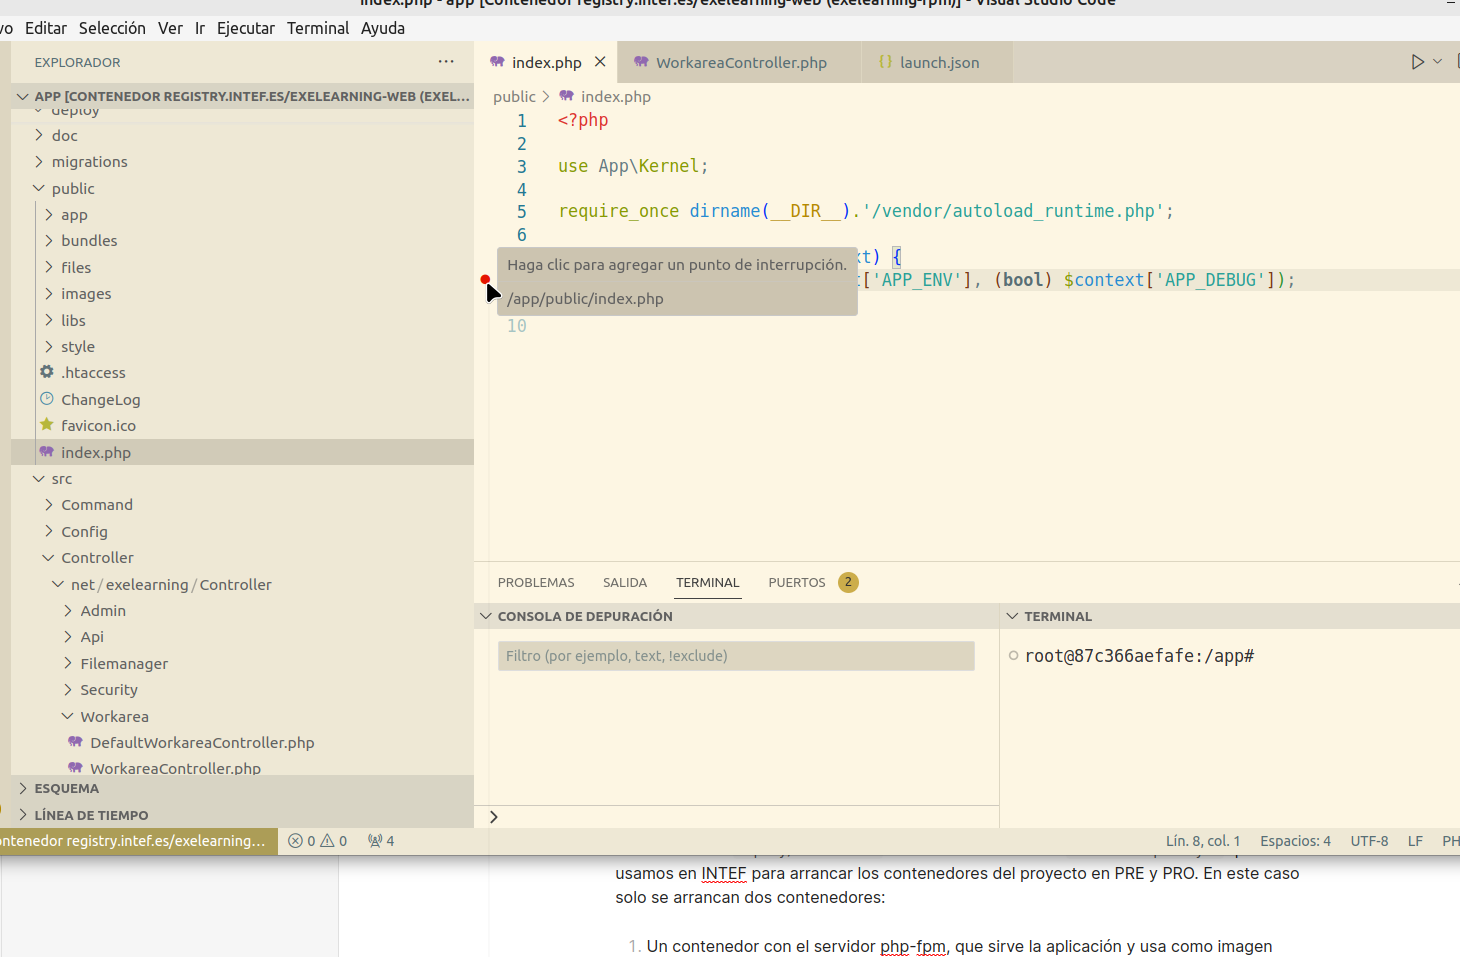 index.php - app [Contenedor registry.intef.es/exelearning-web (exelearning-fpm)] - Visual Studio Code
vo Editar Selección Ver Ir Ejecutar Terminal Ayuda
EXPLORADOR ···
APP [CONTENEDOR REGISTRY.INTEF.ES/EXELEARNING-WEB (EXEL...
deploy
doc
migrations
public
app
bundles
files
images
libs
style
.htaccess
ChangeLog
favicon.ico
index.php
src
Command
Config
Controller
net / exelearning / Controller
Admin
Api
Filemanager
Security
Workarea
DefaultWorkareaController.php
WorkareaController.php
ESQUEMA
LÍNEA DE TIEMPO
index.php WorkareaController.php {} launch.json
public > index.php
1 <?php
2
3 use App\Kernel;
4
5 require_once dirname(__DIR__).'/vendor/autoload_runtime.php';
6
xt) {
Haga clic para agregar un punto de interrupción.
t['APP_ENV'], (bool) $context['APP_DEBUG']);
/app/public/index.php
10
PROBLEMAS SALIDA TERMINAL PUERTOS 2
CONSOLA DE DEPURACIÓN
Filtro (por ejemplo, text, !exclude)
TERMINAL
root@87c366aefafe:/app#
ontenedor registry.intef.es/exelearning... 0 0 4 Lín. 8, col. 1 Espacios: 4 UTF-8 LF PH
usamos en INTEF para arrancar los contenedores del proyecto en PRE y PRO. En este caso
solo se arrancan dos contenedores:
1. Un contenedor con el servidor php-fpm, que sirve la aplicación y usa como imagen